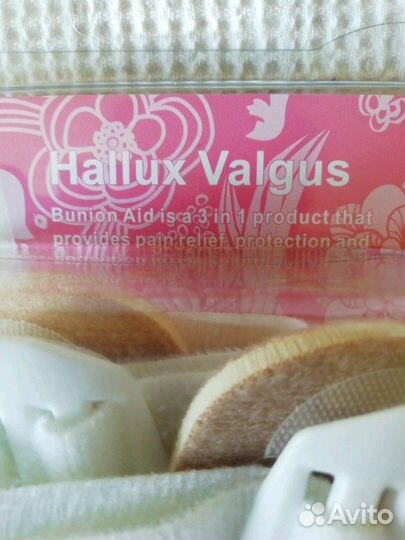 Hallux Valgus
Bunion Aid is a 3 in 1 product that
provides pain relief, protection and
Avito